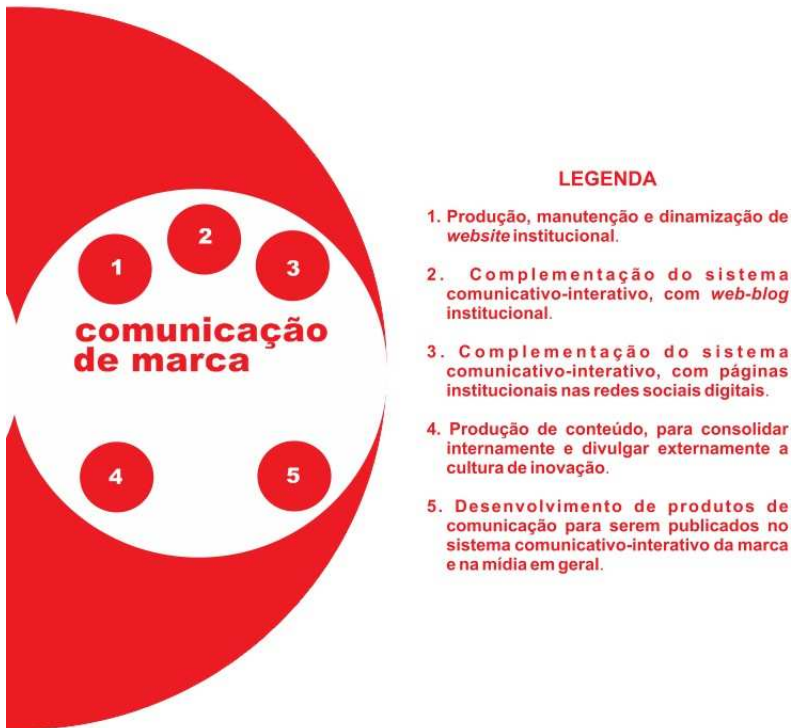 2
1
3
comunicação
de marca
4
5
LEGENDA
1. Produção, manutenção e dinamização de
website institucional.
2. Complementação do sistema
comunicativo-interativo, com web-blog
institucional.
3. Complementação do sistema
comunicativo-interativo, com páginas
institucionais nas redes sociais digitais.
4. Produção de conteúdo, para consolidar
internamente e divulgar externamente a
cultura de inovação.
5. Desenvolvimento de produtos de
comunicação para serem publicados no
sistema comunicativo-interativo da marca
e na mídia em geral.